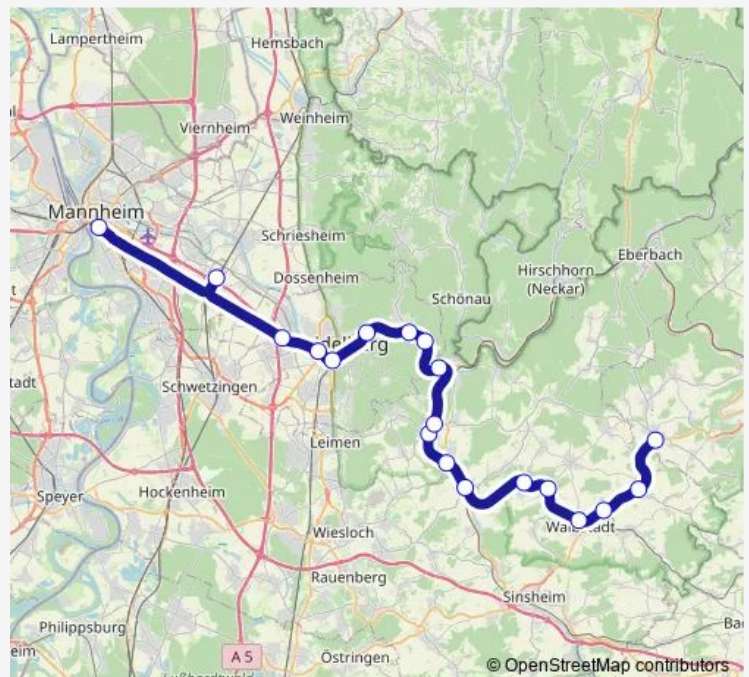 Lampertheim
Hemsbach
Weinheim
Viernheim
Mannheim
Schriesheim
Eberbach
Dossenheim
Hirschhorn
(Neckar)
Schönau
Schwetzingen
Leimen
Speyer
Hockenheim
Wiesloch
Rauenberg
Sinsheim
Philippsburg
A 5
Östringen
© OpenStreetMap contributors